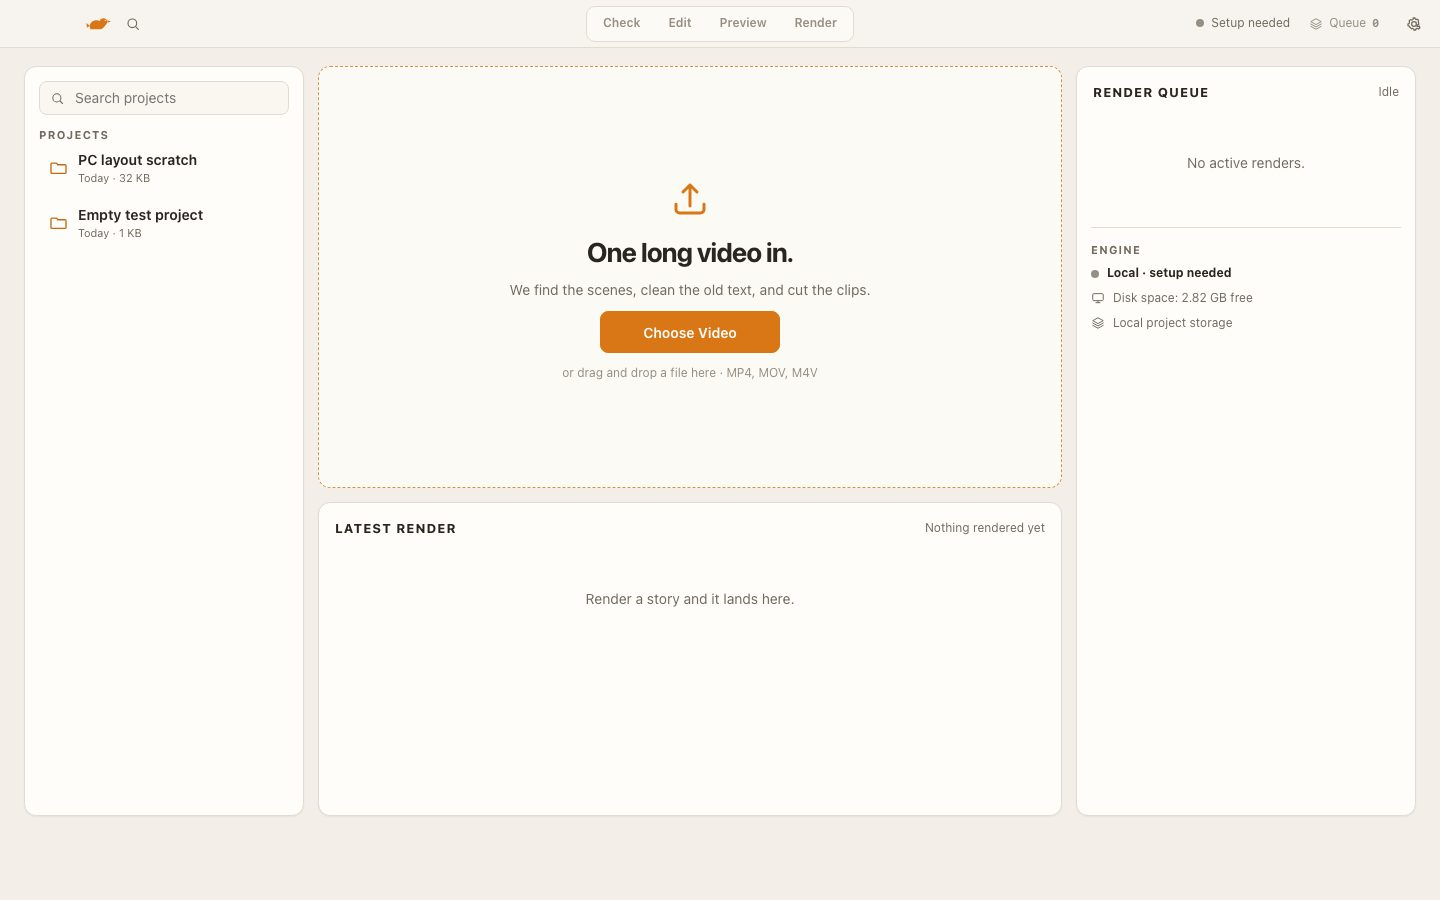 Check Edit Preview Render
Setup needed
Queue 0
Search projects
PROJECTS
PC layout scratch
Today · 32 KB
Empty test project
Today · 1 KB
One long video in.
We find the scenes, clean the old text, and cut the clips.
Choose Video
or drag and drop a file here · MP4, MOV, M4V
LATEST RENDER
Nothing rendered yet
Render a story and it lands here.
RENDER QUEUE
Idle
No active renders.
ENGINE
Local · setup needed
Disk space: 2.82 GB free
Local project storage